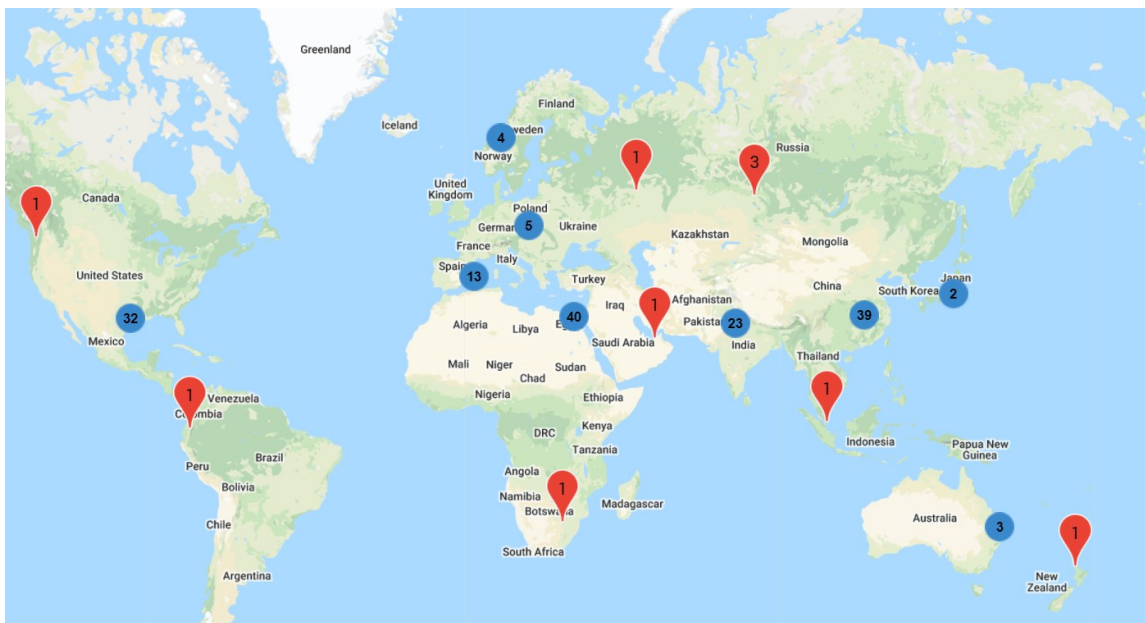 Greenland
Iceland
Finland
4
weden
Norway
1
3
Russia
United
Kingdom
Canada
1
Poland
German
5
Ukraine
France
Kazakhstan
Mongolia
Italy
Spain
13
Turkey
United States
China
South Korea
Japan
2
1
Iraq
Afghanistan
32
40
Eg
Pakistan
23
39
Algeria
Libya
Saudi Arabia
India
Mexico
Thailand
Mali
Niger
Chad
Sudan
1
Venezuela
Nigeria
Ethiopia
1
Colombia
DRC
Kenya
Indonesia
Papua New
Guinea
Tanzania
Peru
Brazil
Angola
Bolivia
Namibia
1
Botswana
Madagascar
Australia
3
Chile
1
South Africa
Argentina
New
Zealand